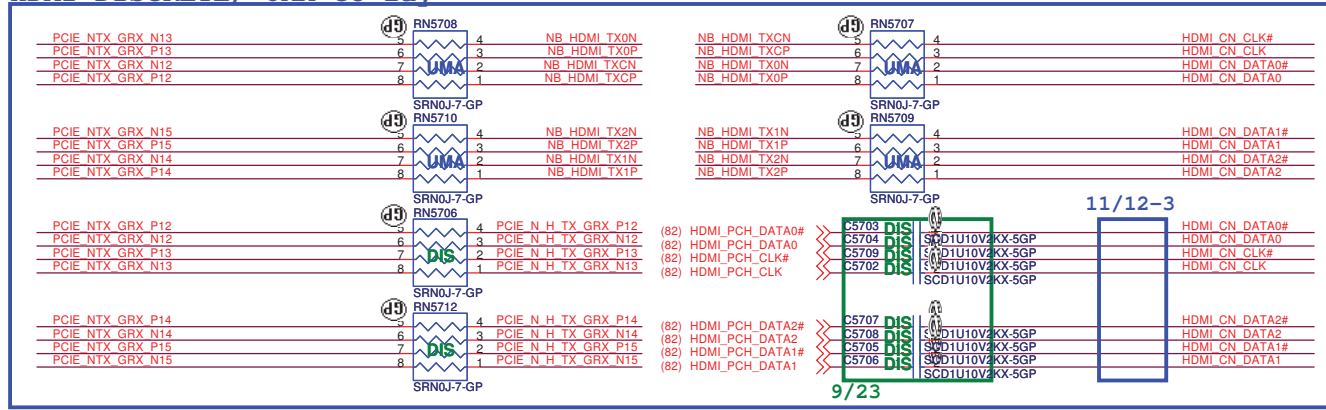 GP RN5708
PCIE_NTX_GRX_N13 5 4 NB_HDMI_TX0N
PCIE_NTX_GRX_P13 6 3 NB_HDMI_TX0P
PCIE_NTX_GRX_N12 7 UMA 2 NB_HDMI_TXCN
PCIE_NTX_GRX_P12 8 1 NB_HDMI_TXCP
SRN0J-7-GP
GP RN5707
NB_HDMI_TXCN 5 4 HDMI_CN_CLK#
NB_HDMI_TXCP 6 3 HDMI_CN_CLK
NB_HDMI_TX0N 7 UMA 2 HDMI_CN_DATA0#
NB_HDMI_TX0P 8 1 HDMI_CN_DATA0
SRN0J-7-GP
GP RN5710
PCIE_NTX_GRX_N15 5 4 NB_HDMI_TX2N
PCIE_NTX_GRX_P15 6 3 NB_HDMI_TX2P
PCIE_NTX_GRX_N14 7 UMA 2 NB_HDMI_TX1N
PCIE_NTX_GRX_P14 8 1 NB_HDMI_TX1P
SRN0J-7-GP
GP RN5709
NB_HDMI_TX1N 5 4 HDMI_CN_DATA1#
NB_HDMI_TX1P 6 3 HDMI_CN_DATA1
NB_HDMI_TX2N 7 UMA 2 HDMI_CN_DATA2#
NB_HDMI_TX2P 8 1 HDMI_CN_DATA2
SRN0J-7-GP
GP RN5706
PCIE_NTX_GRX_P12 5 4 PCIE_N_H_TX_GRX_P12
PCIE_NTX_GRX_N12 6 3 PCIE_N_H_TX_GRX_N12
PCIE_NTX_GRX_P13 7 DIS 2 PCIE_N_H_TX_GRX_P13
PCIE_NTX_GRX_N13 8 1 PCIE_N_H_TX_GRX_N13
SRN0J-7-GP
11/12-3
(82) HDMI_PCH_DATA0# C5703 DIS SCD1U10V2KX-5GP HDMI_CN_DATA0#
(82) HDMI_PCH_DATA0 C5704 DIS SCD1U10V2KX-5GP HDMI_CN_DATA0
(82) HDMI_PCH_CLK# C5709 DIS SCD1U10V2KX-5GP HDMI_CN_CLK#
(82) HDMI_PCH_CLK C5702 DIS SCD1U10V2KX-5GP HDMI_CN_CLK
GP RN5712
PCIE_NTX_GRX_P14 5 4 PCIE_N_H_TX_GRX_P14
PCIE_NTX_GRX_N14 6 3 PCIE_N_H_TX_GRX_N14
PCIE_NTX_GRX_P15 7 DIS 2 PCIE_N_H_TX_GRX_P15
PCIE_NTX_GRX_N15 8 1 PCIE_N_H_TX_GRX_N15
SRN0J-7-GP
(82) HDMI_PCH_DATA2# C5707 DIS SCD1U10V2KX-5GP HDMI_CN_DATA2#
(82) HDMI_PCH_DATA2 C5708 DIS SCD1U10V2KX-5GP HDMI_CN_DATA2
(82) HDMI_PCH_DATA1# C5705 DIS SCD1U10V2KX-5GP HDMI_CN_DATA1#
(82) HDMI_PCH_DATA1 C5706 DIS SCD1U10V2KX-5GP HDMI_CN_DATA1
9/23